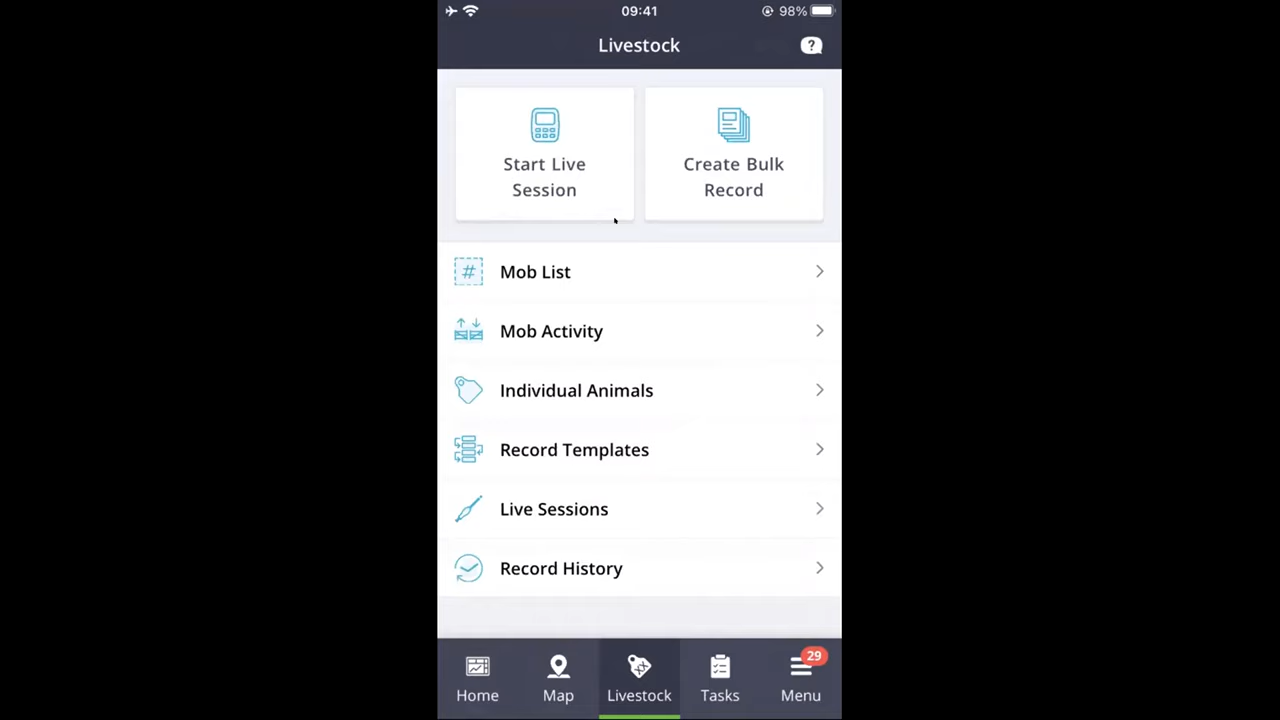 09:41
98%
Livestock
?
Start Live
Session
Create Bulk
Record
#
Mob List
Mob Activity
Individual Animals
Record Templates
Live Sessions
Record History
29
Home
Map
Livestock
Tasks
Menu